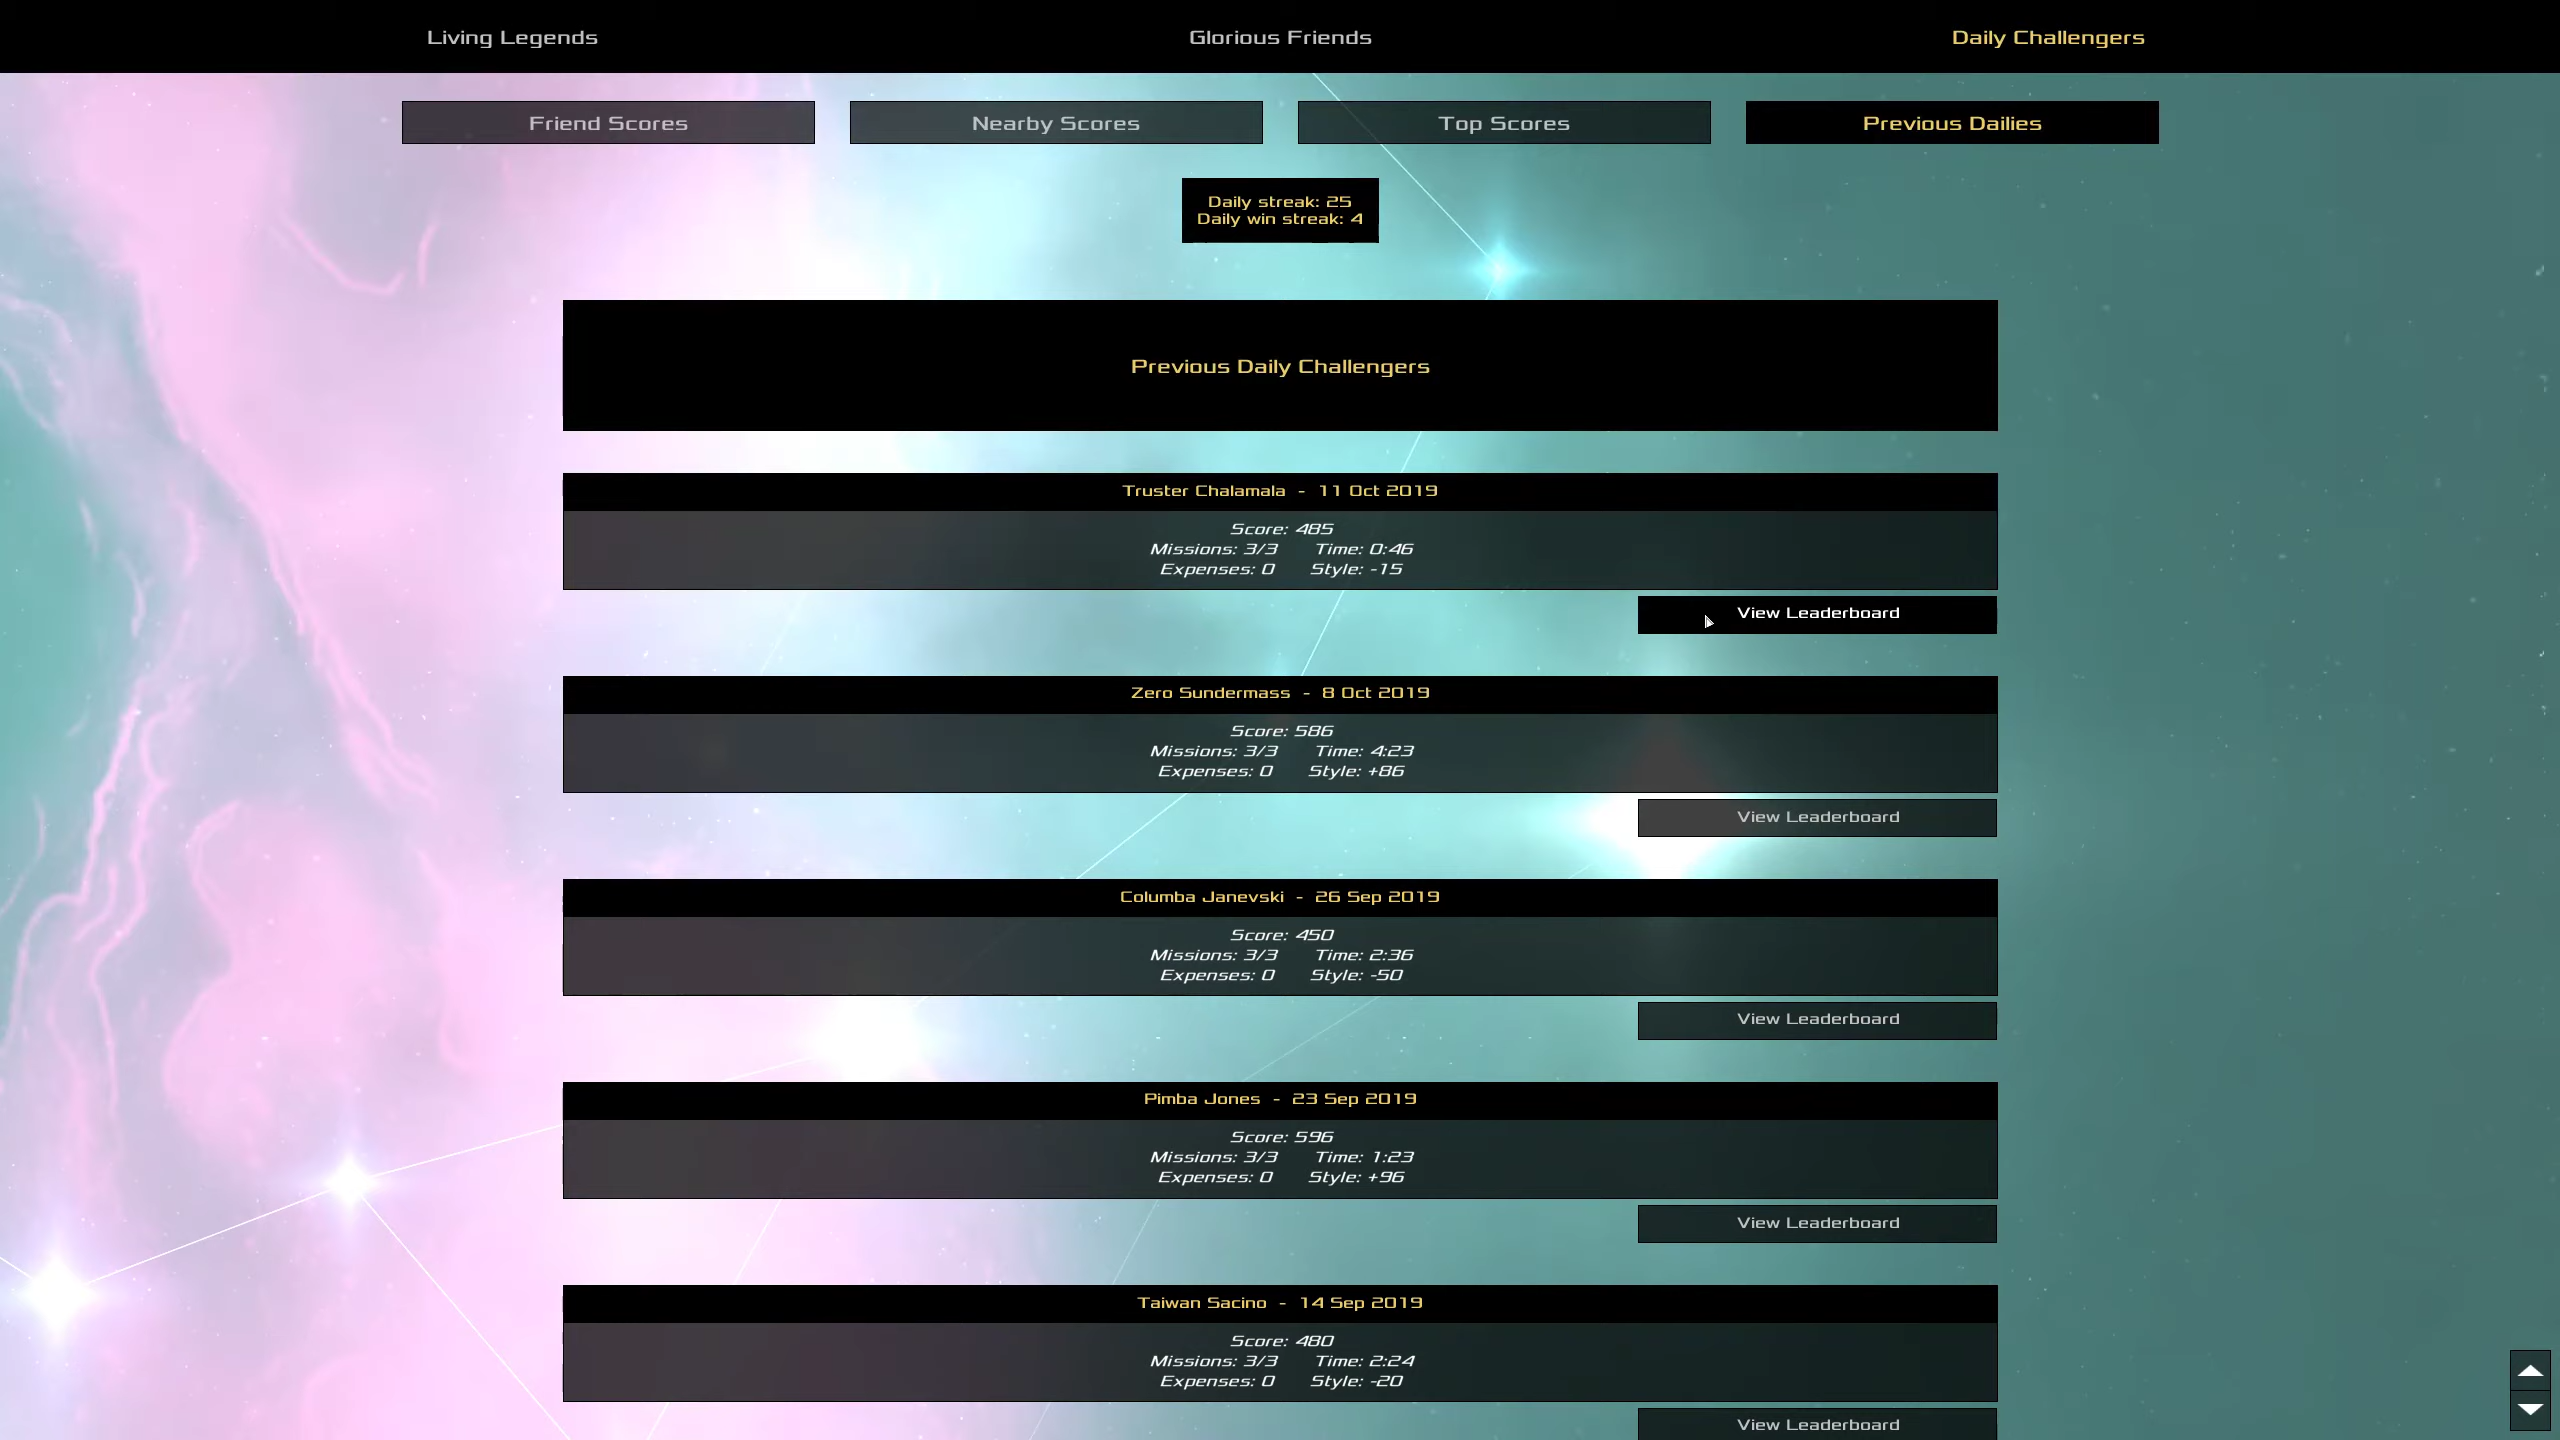 Living Legends
Glorious Friends
Daily Challengers
Friend Scores
Nearby Scores
Top Scores
Previous Dailies
Daily streak: 25
Daily win streak: 4
Previous Daily Challengers
Truster Chalamala - 11 Oct 2019
Score: 485
Missions: 3/3 Time: 0:46
Expenses: 0 Style: -15
View Leaderboard
Zero Sundermass - 8 Oct 2019
Score: 586
Missions: 3/3 Time: 4:23
Expenses: 0 Style: +86
View Leaderboard
Columba Janevski - 26 Sep 2019
Score: 450
Missions: 3/3 Time: 2:36
Expenses: 0 Style: -50
View Leaderboard
Pimba Jones - 23 Sep 2019
Score: 596
Missions: 3/3 Time: 1:23
Expenses: 0 Style: +96
View Leaderboard
Taiwan Sacino - 14 Sep 2019
Score: 480
Missions: 3/3 Time: 2:24
Expenses: 0 Style: -20
View Leaderboard